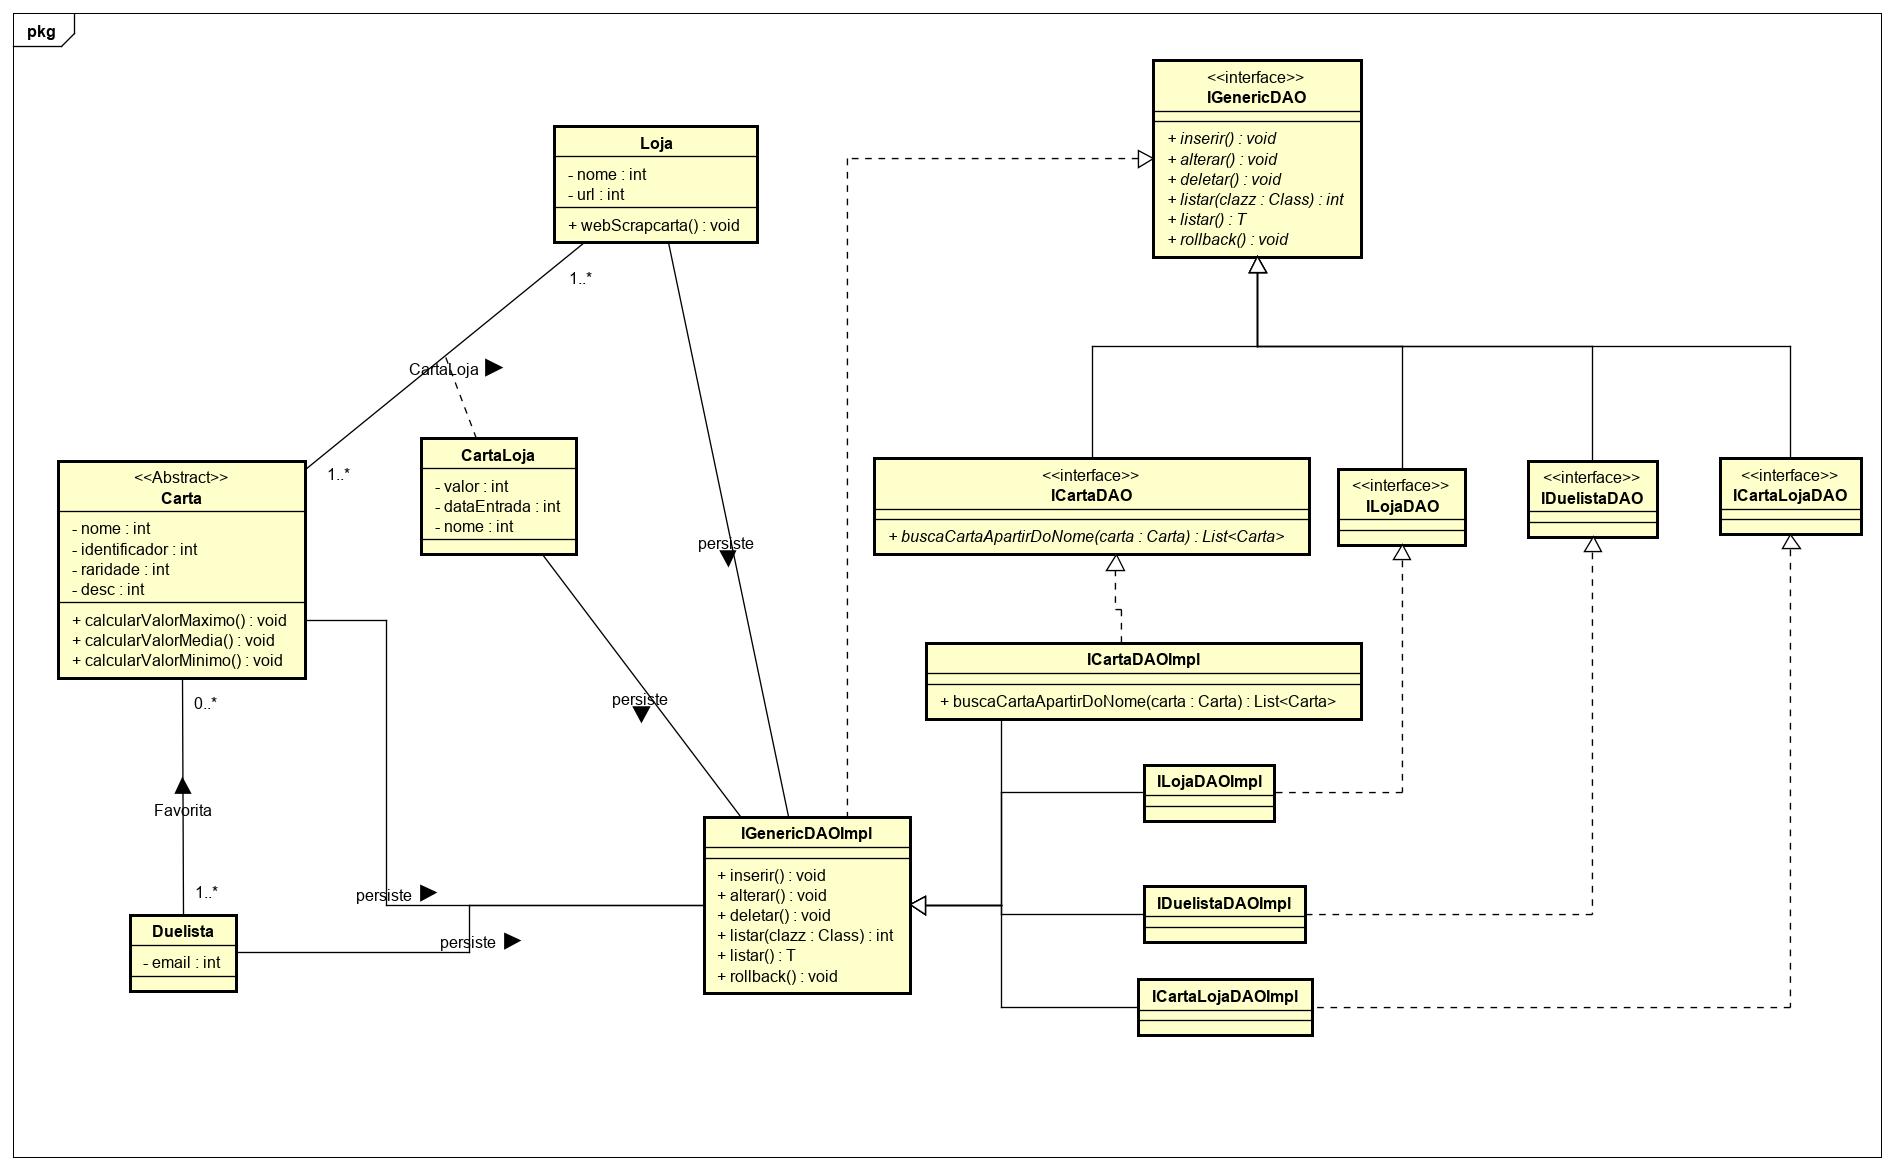 pkg
<<interface>>
IGenericDAO
+ inserir() : void
+ alterar() : void
+ deletar() : void
+ listar(clazz : Class) : int
+ listar() : T
+ rollback() : void
Loja
- nome : int
- url : int
+ webScrapcarta() : void
1..*
CartaLoja
1..*
CartaLoja
- valor : int
- dataEntrada : int
- nome : int
<<Abstract>>
Carta
- nome : int
- identificador : int
- raridade : int
- desc : int
+ calcularValorMaximo() : void
+ calcularValorMedia() : void
+ calcularValorMinimo() : void
<<interface>>
ICartaDAO
+ buscaCartaApartirDoNome(carta : Carta) : List<Carta>
<<interface>>
ILojaDAO
<<interface>>
IDuelistaDAO
<<interface>>
ICartaLojaDAO
persiste
persiste
ICartaDAOImpl
+ buscaCartaApartirDoNome(carta : Carta) : List<Carta>
0..*
Favorita
1..*
persiste
persiste
Duelista
- email : int
IGenericDAOImpl
+ inserir() : void
+ alterar() : void
+ deletar() : void
+ listar(clazz : Class) : int
+ listar() : T
+ rollback() : void
ILojaDAOImpl
IDuelistaDAOImpl
ICartaLojaDAOImpl